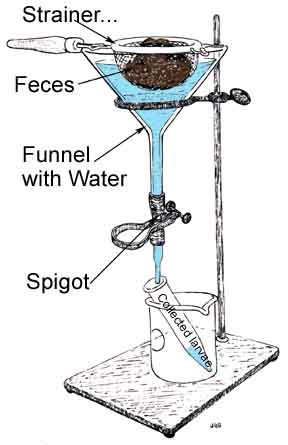 Strainer...
Feces
Funnel
with Water
Spigot
Collected larvae